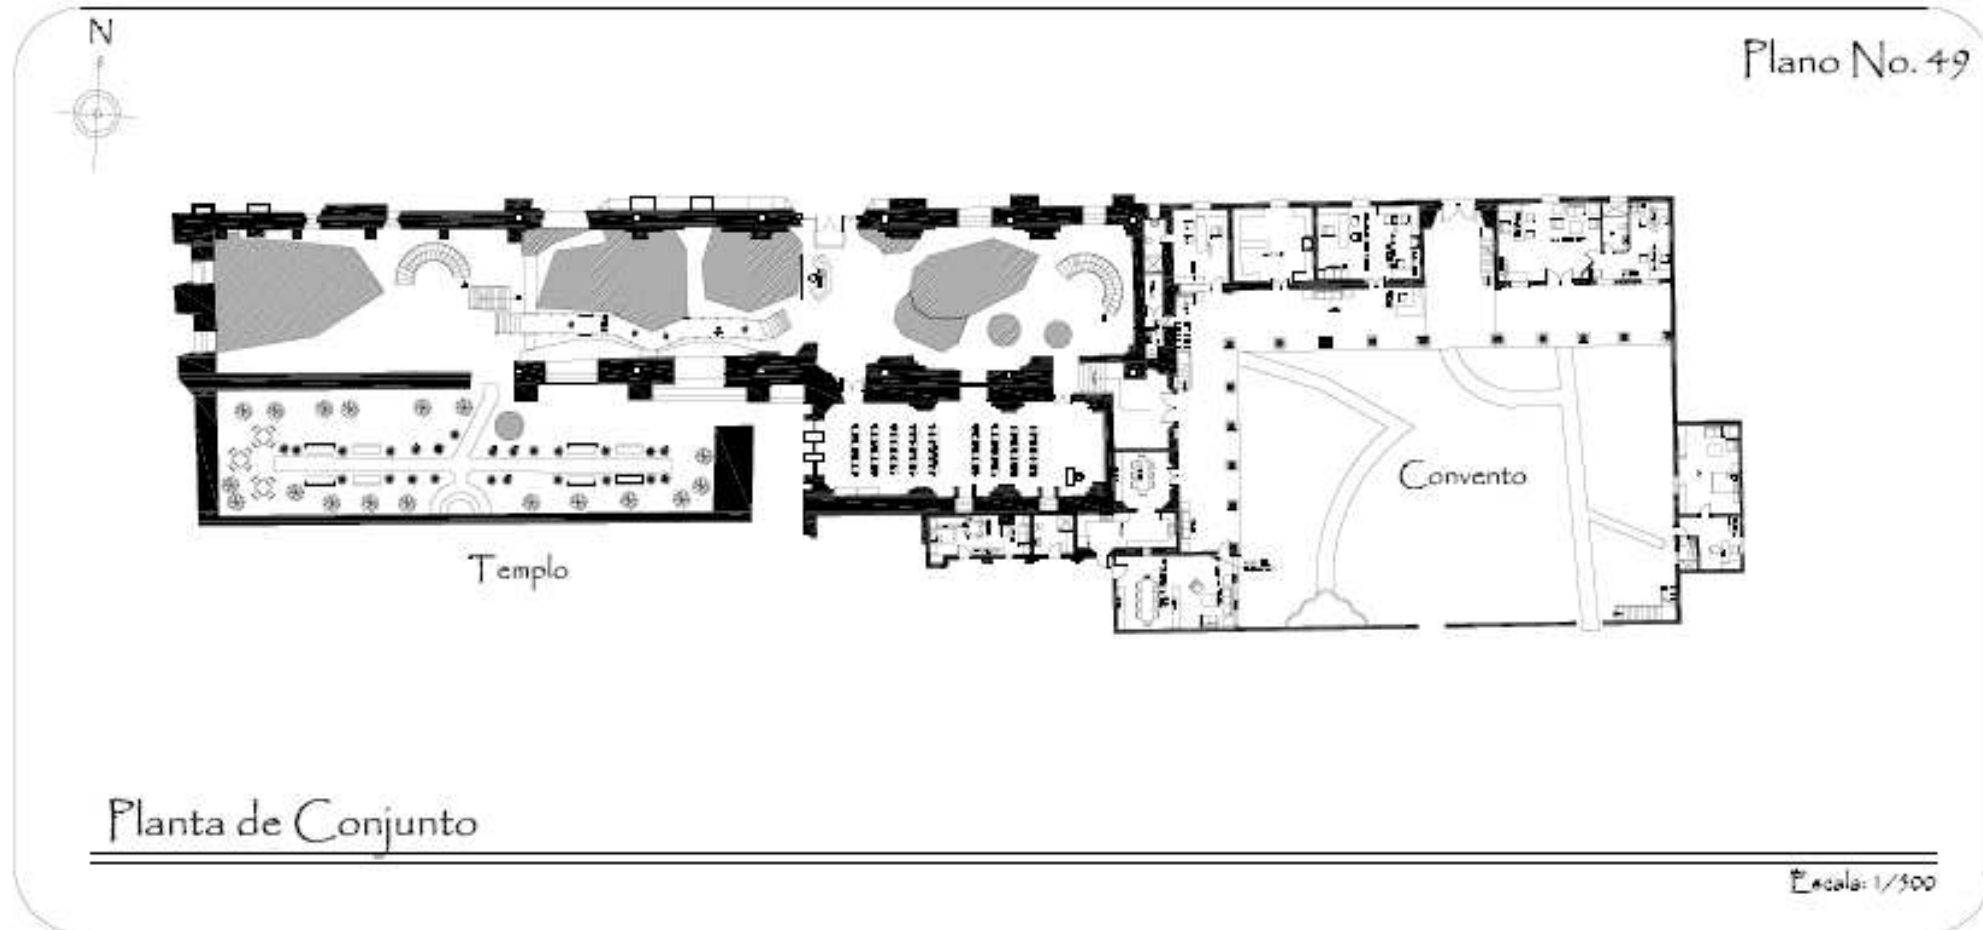 N
Plano No. 49
Convento
Templo
Planta de Conjunto
Escala: 1/500